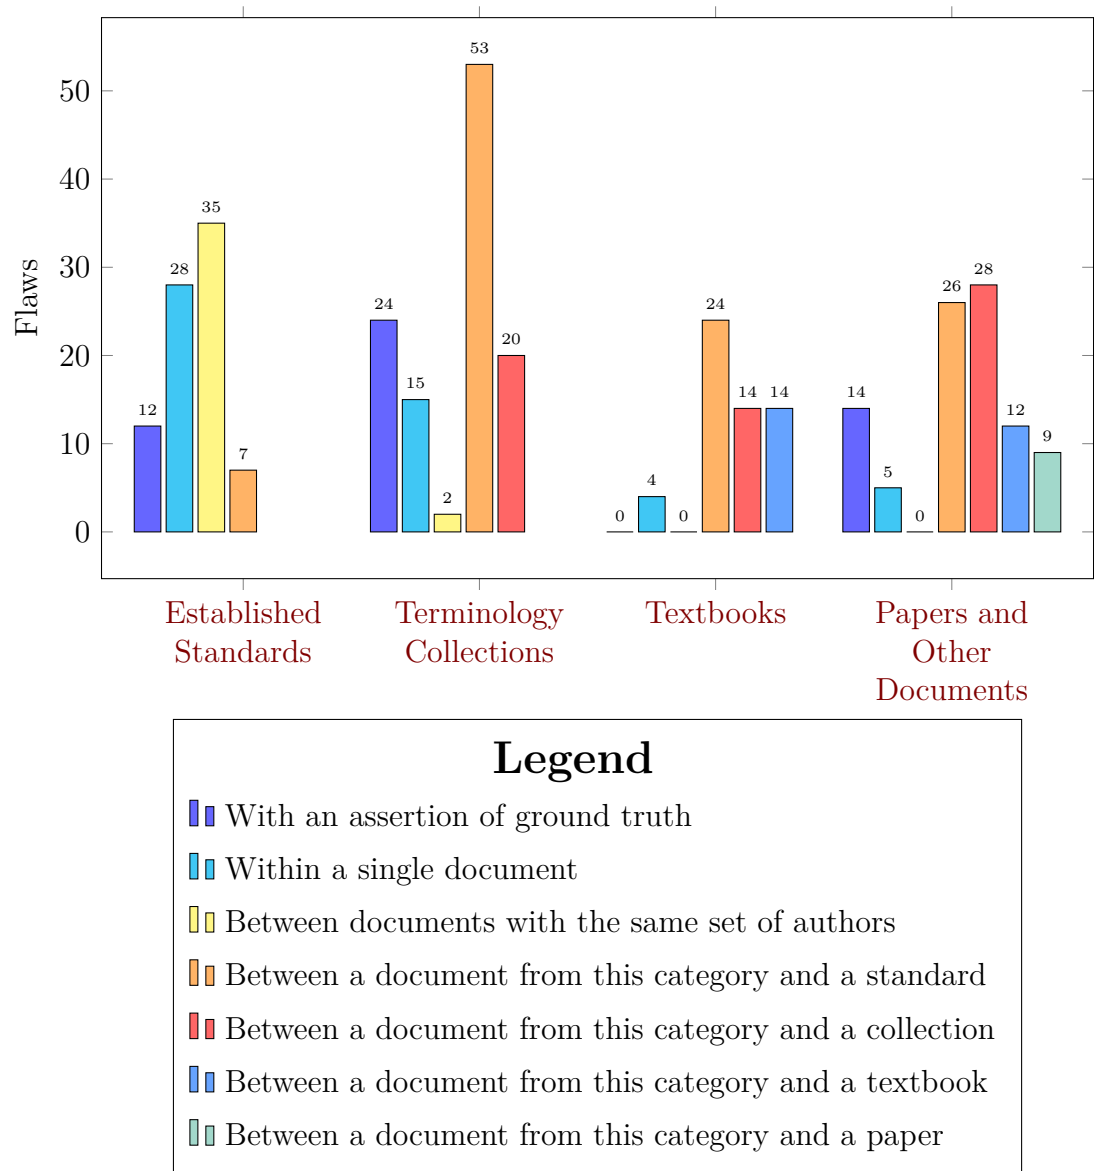 53
50
40
35
30
28
28
26
24
24
20
20
15
14
14
14
12
12
10
9
7
5
4
2
0
0
0
0
Flaws
Established
Standards
Terminology
Collections
Textbooks
Papers and
Other
Documents
Legend
With an assertion of ground truth
Within a single document
Between documents with the same set of authors
Between a document from this category and a standard
Between a document from this category and a collection
Between a document from this category and a textbook
Between a document from this category and a paper